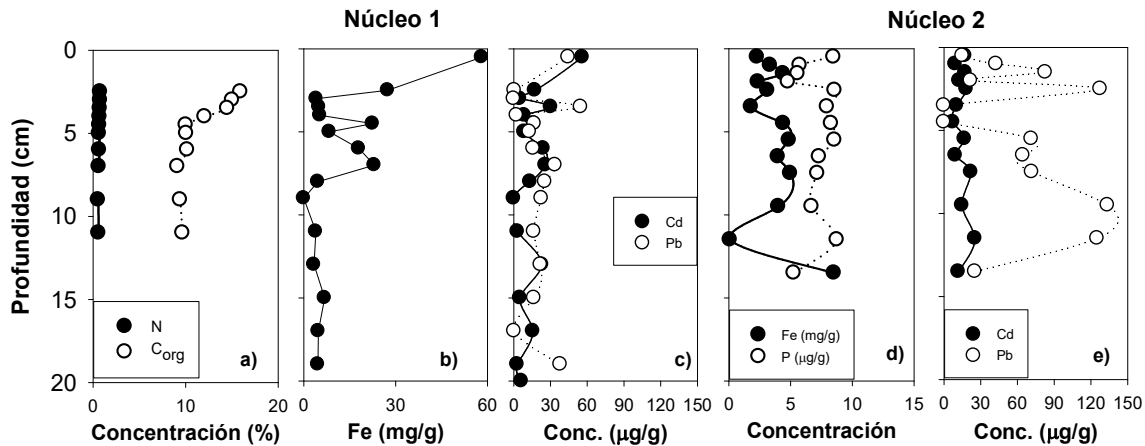 Núcleo 1
Núcleo 2
Profundidad (cm)
0
5
10
15
20
N
C_org
a)
0 10 20
Concentración (%)
b)
0 60
Fe (mg/g)
Cd
Pb
c)
0 30 60 90 120 150
Conc. (μg/g)
Fe (mg/g)
P (μg/g)
d)
0 5 10 15
Concentración
Cd
Pb
e)
0 30 60 90 120 150
Conc. (μg/g)